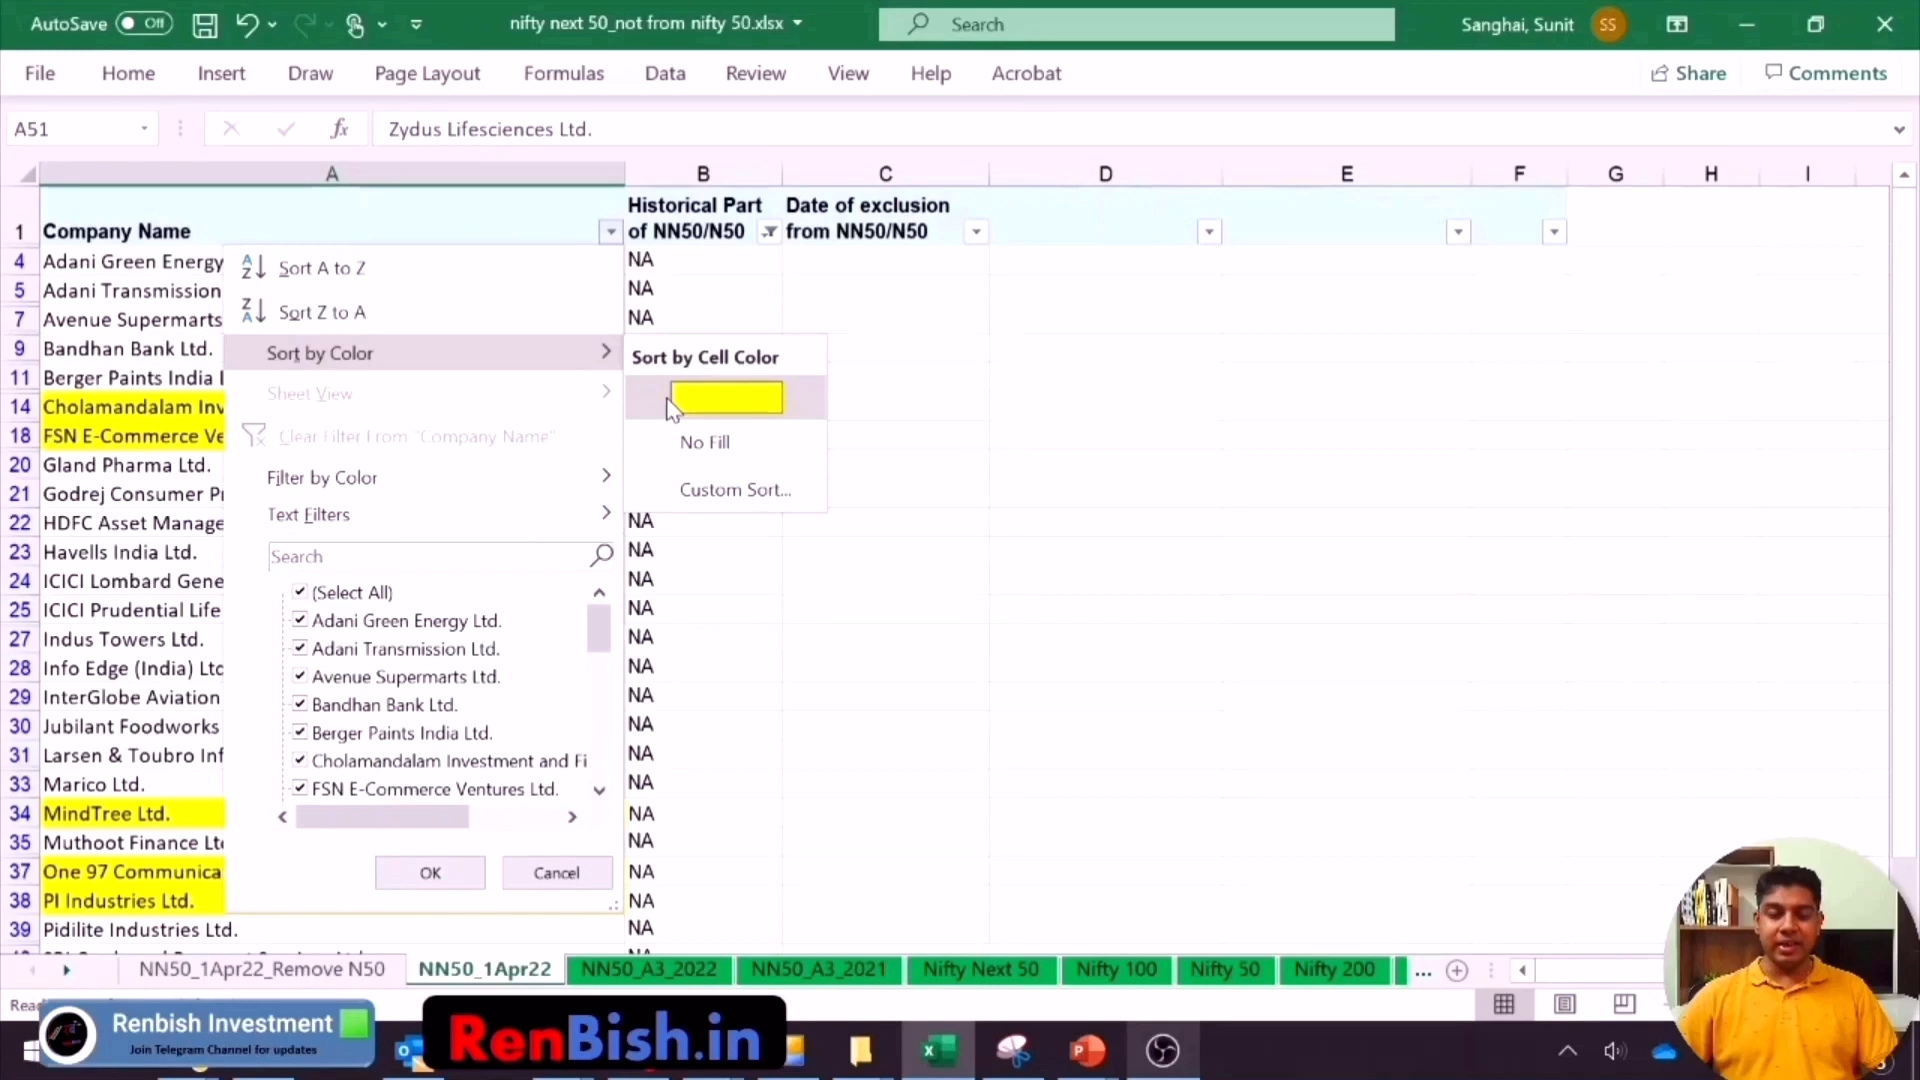 AutoSave Off nifty next 50_not from nifty 50.xlsx Search Sanghai, Sunit SS
File Home Insert Draw Page Layout Formulas Data Review View Help Acrobat Share Comments
A51 fx Zydus Lifesciences Ltd.
A B C D E F G H I
Historical Part Date of exclusion
1 Company Name of NN50/N50 from NN50/N50
4 Adani Green Energy NA
5 Adani Transmission NA
7 Avenue Supermarts NA
9 Bandhan Bank Ltd.
11 Berger Paints India
14 Cholamandalam Inv
18 FSN E-Commerce Ve
20 Gland Pharma Ltd.
21 Godrej Consumer
22 HDFC Asset Manage NA
23 Havells India Ltd. NA
24 ICICI Lombard Gene NA
25 ICICI Prudential Life NA
27 Indus Towers Ltd. NA
28 Info Edge (India) NA
29 InterGlobe Aviation NA
30 Jubilant Foodworks NA
31 Larsen & Toubro Inf NA
33 Marico Ltd. NA
34 MindTree Ltd. NA
35 Muthoot Finance NA
37 One 97 Communica NA
38 PI Industries Ltd. NA
39 Pidilite Industries Ltd. NA
Sort A to Z
Sort Z to A
Sort by Color
Sheet View
Clear Filter From "Company Name"
Filter by Color
Text Filters
Search
(Select All)
Adani Green Energy Ltd.
Adani Transmission Ltd.
Avenue Supermarts Ltd.
Bandhan Bank Ltd.
Berger Paints India Ltd.
Cholamandalam Investment and Fi
FSN E-Commerce Ventures Ltd.
OK Cancel
Sort by Cell Color
No Fill
Custom Sort...
NN50_1Apr22_Remove N50 NN50_1Apr22 NN50_A3_2022 NN50_A3_2021 Nifty Next 50 Nifty 100 Nifty 50 Nifty 200 ...
Renbish Investment
Join Telegram Channel for updates
RenBish.in